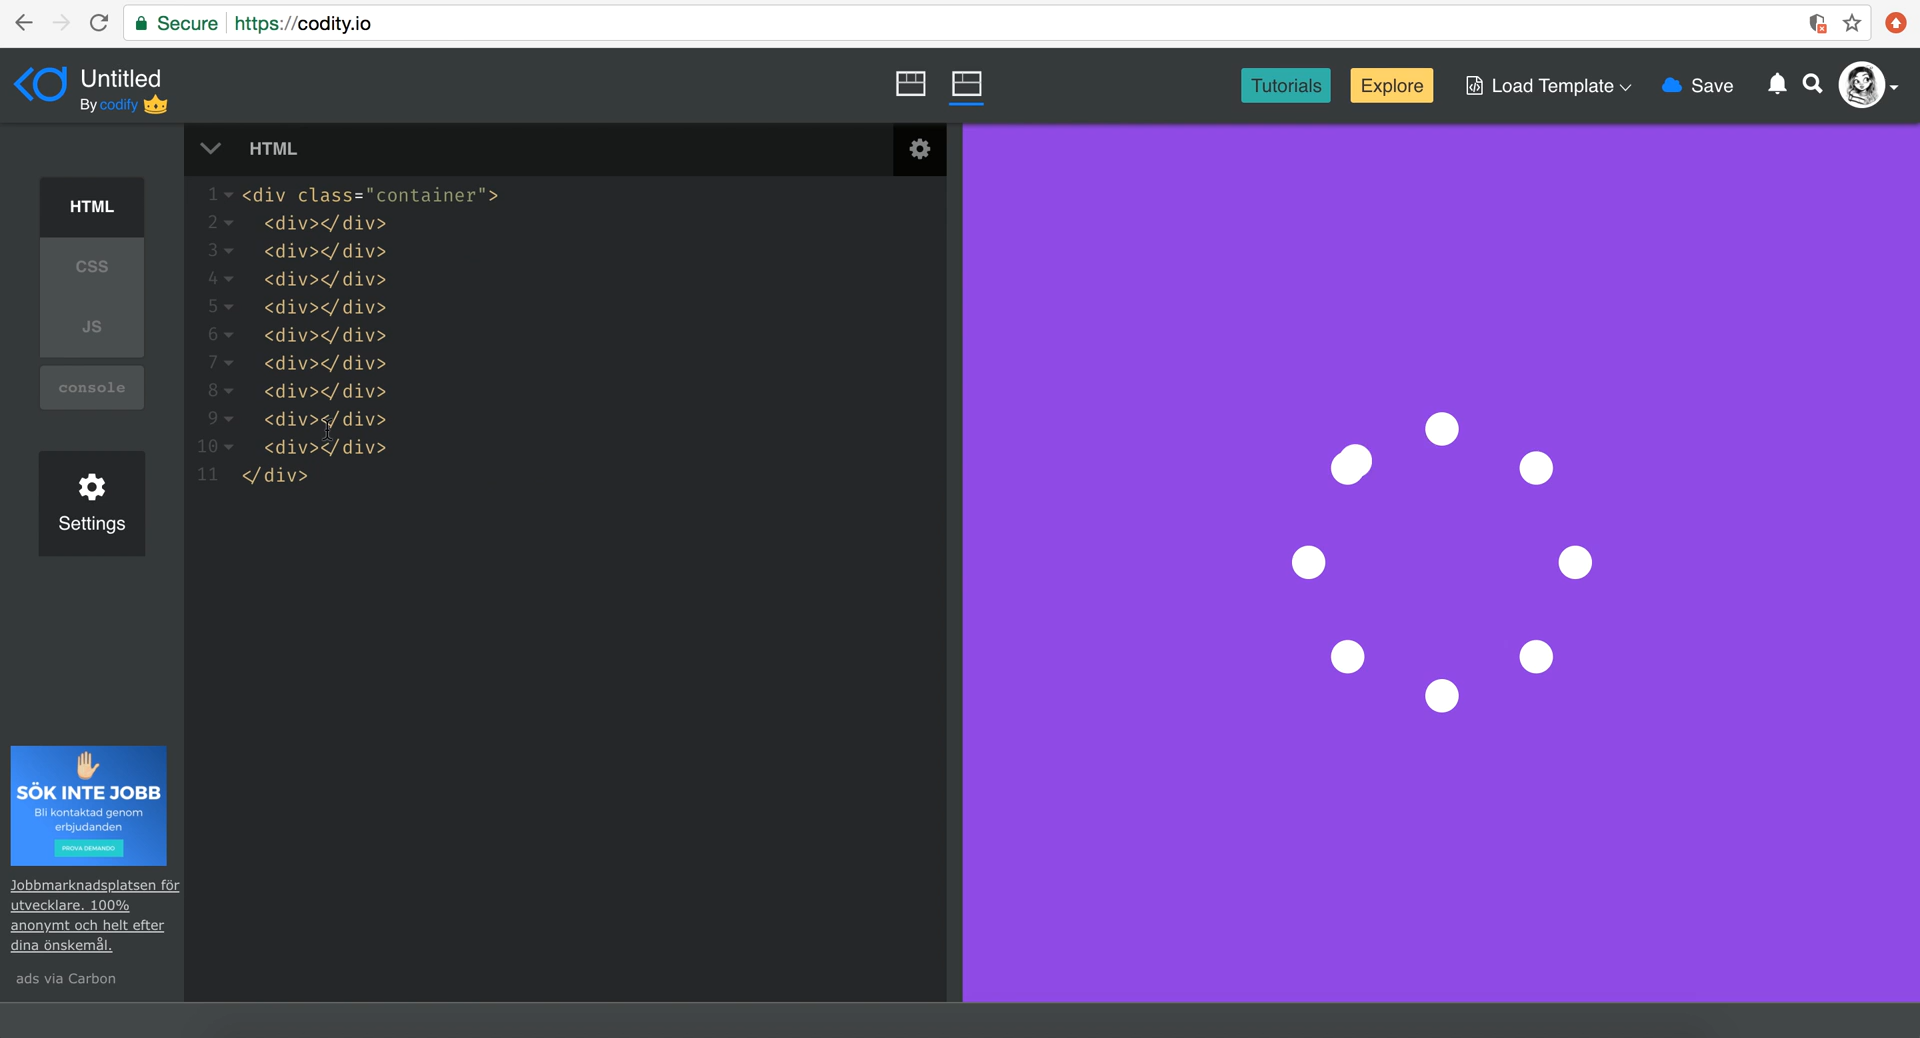 Secure https://codity.io
Untitled
By codify
Tutorials
Explore
Load Template
Save
HTML
CSS
JS
console
Settings
HTML
1 <div class="container">
2 <div></div>
3 <div></div>
4 <div></div>
5 <div></div>
6 <div></div>
7 <div></div>
8 <div></div>
9 <div></div>
10 <div></div>
11 </div>
SÖK INTE JOBB
Bli kontaktad genom
erbjudanden
PROVA DEMANDO
Jobbmarknadsplatsen för
utvecklare. 100%
anonymt och helt efter
dina önskemål.
ads via Carbon